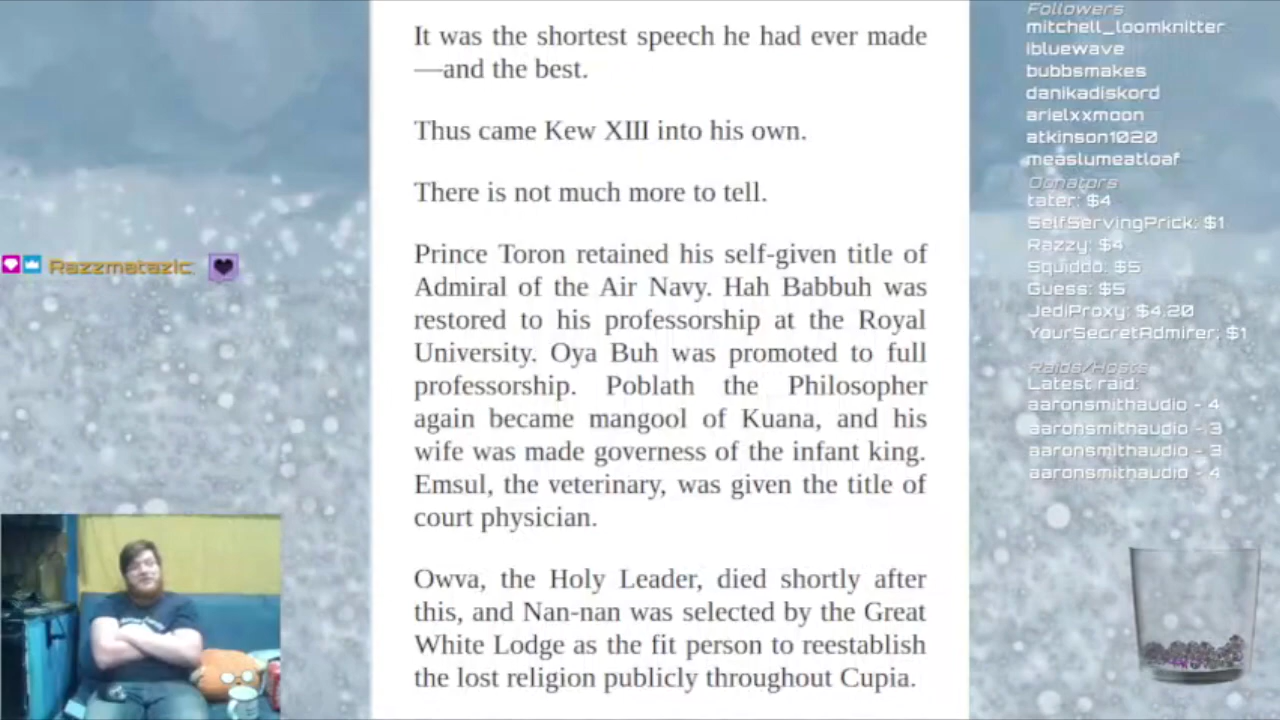 It was the shortest speech he had ever made
—and the best.
Thus came Kew XIII into his own.
There is not much more to tell.
Prince Toron retained his self-given title of
Admiral of the Air Navy. Hah Babbuh was
restored to his professorship at the Royal
University. Oya Buh was promoted to full
professorship. Poblath the Philosopher
again became mangool of Kuana, and his
wife was made governess of the infant king.
Emsul, the veterinary, was given the title of
court physician.
Owva, the Holy Leader, died shortly after
this, and Nan-nan was selected by the Great
White Lodge as the fit person to reestablish
the lost religion publicly throughout Cupia.
Razzmatazic
Followers
mitchell_loomknitter
ibluewave
bubbsmakes
danikadiskord
arielxxmoon
atkinson1020
measlumeatloaf
Donators
tater: $4
SelfServingPrick: $1
Razzy: $4
Squiddo: $5
Guess: $5
JediProxy: $4.20
YourSecretAdmirer: $1
Raids/Hosts
Latest raid:
aaronsmithaudio - 4
aaronsmithaudio - 3
aaronsmithaudio - 3
aaronsmithaudio - 4